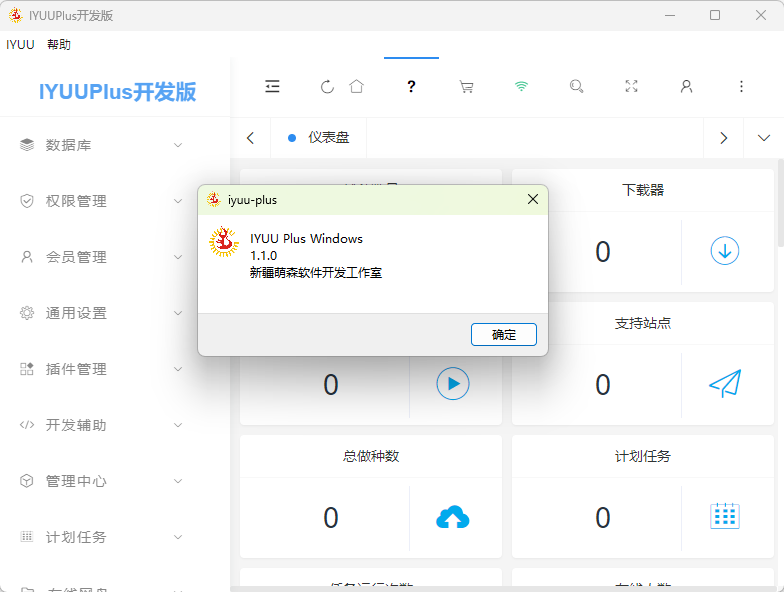 IYUUPlus开发版
IYUU 帮助
IYUUPlus开发版
?
仪表盘
数据库
权限管理
会员管理
通用设置
插件管理
开发辅助
管理中心
计划任务
iyuu-plus
IYUU Plus Windows
1.1.0
新疆萌森软件开发工作室
确定
下载器
0
支持站点
0
0
总做种数
计划任务
0
0